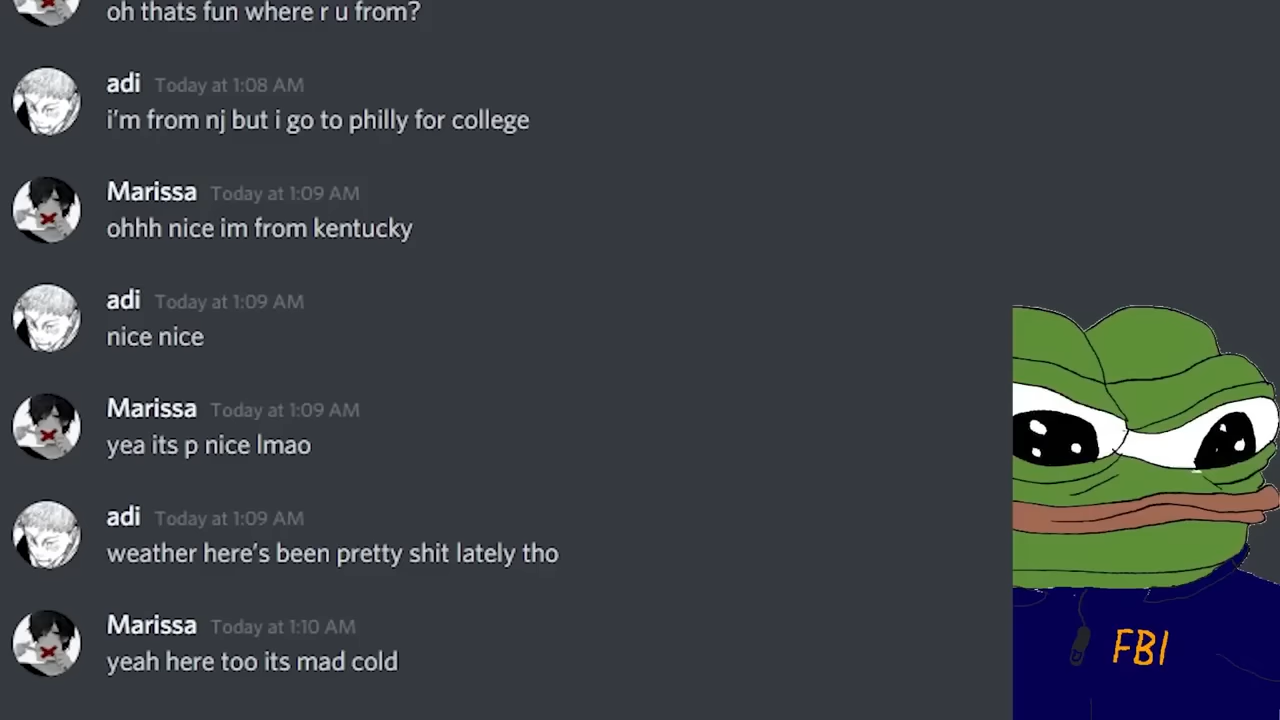 oh thats fun where r u from?
adi Today at 1:08 AM
i'm from nj but i go to philly for college
Marissa Today at 1:09 AM
ohhh nice im from kentucky
adi Today at 1:09 AM
nice nice
Marissa Today at 1:09 AM
yea its p nice lmao
adi Today at 1:09 AM
weather here's been pretty shit lately tho
Marissa Today at 1:10 AM
yeah here too its mad cold
FBI